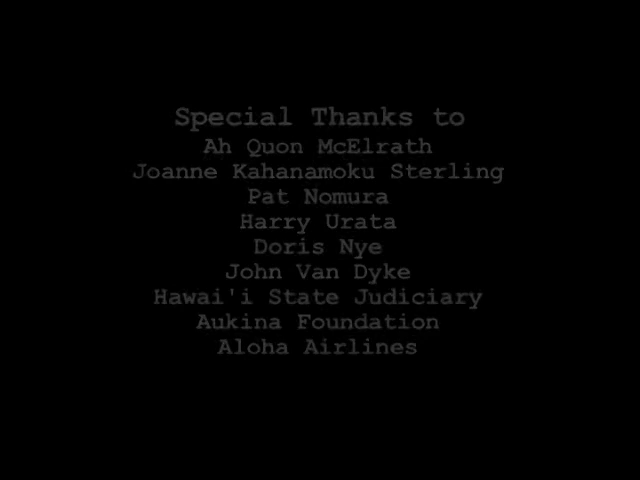 Special Thanks to
Ah Quon McElrath
Joanne Kahanamoku Sterling
Pat Nomura
Harry Urata
Doris Nye
John Van Dyke
Hawai'i State Judiciary
Aukina Foundation
Aloha Airlines